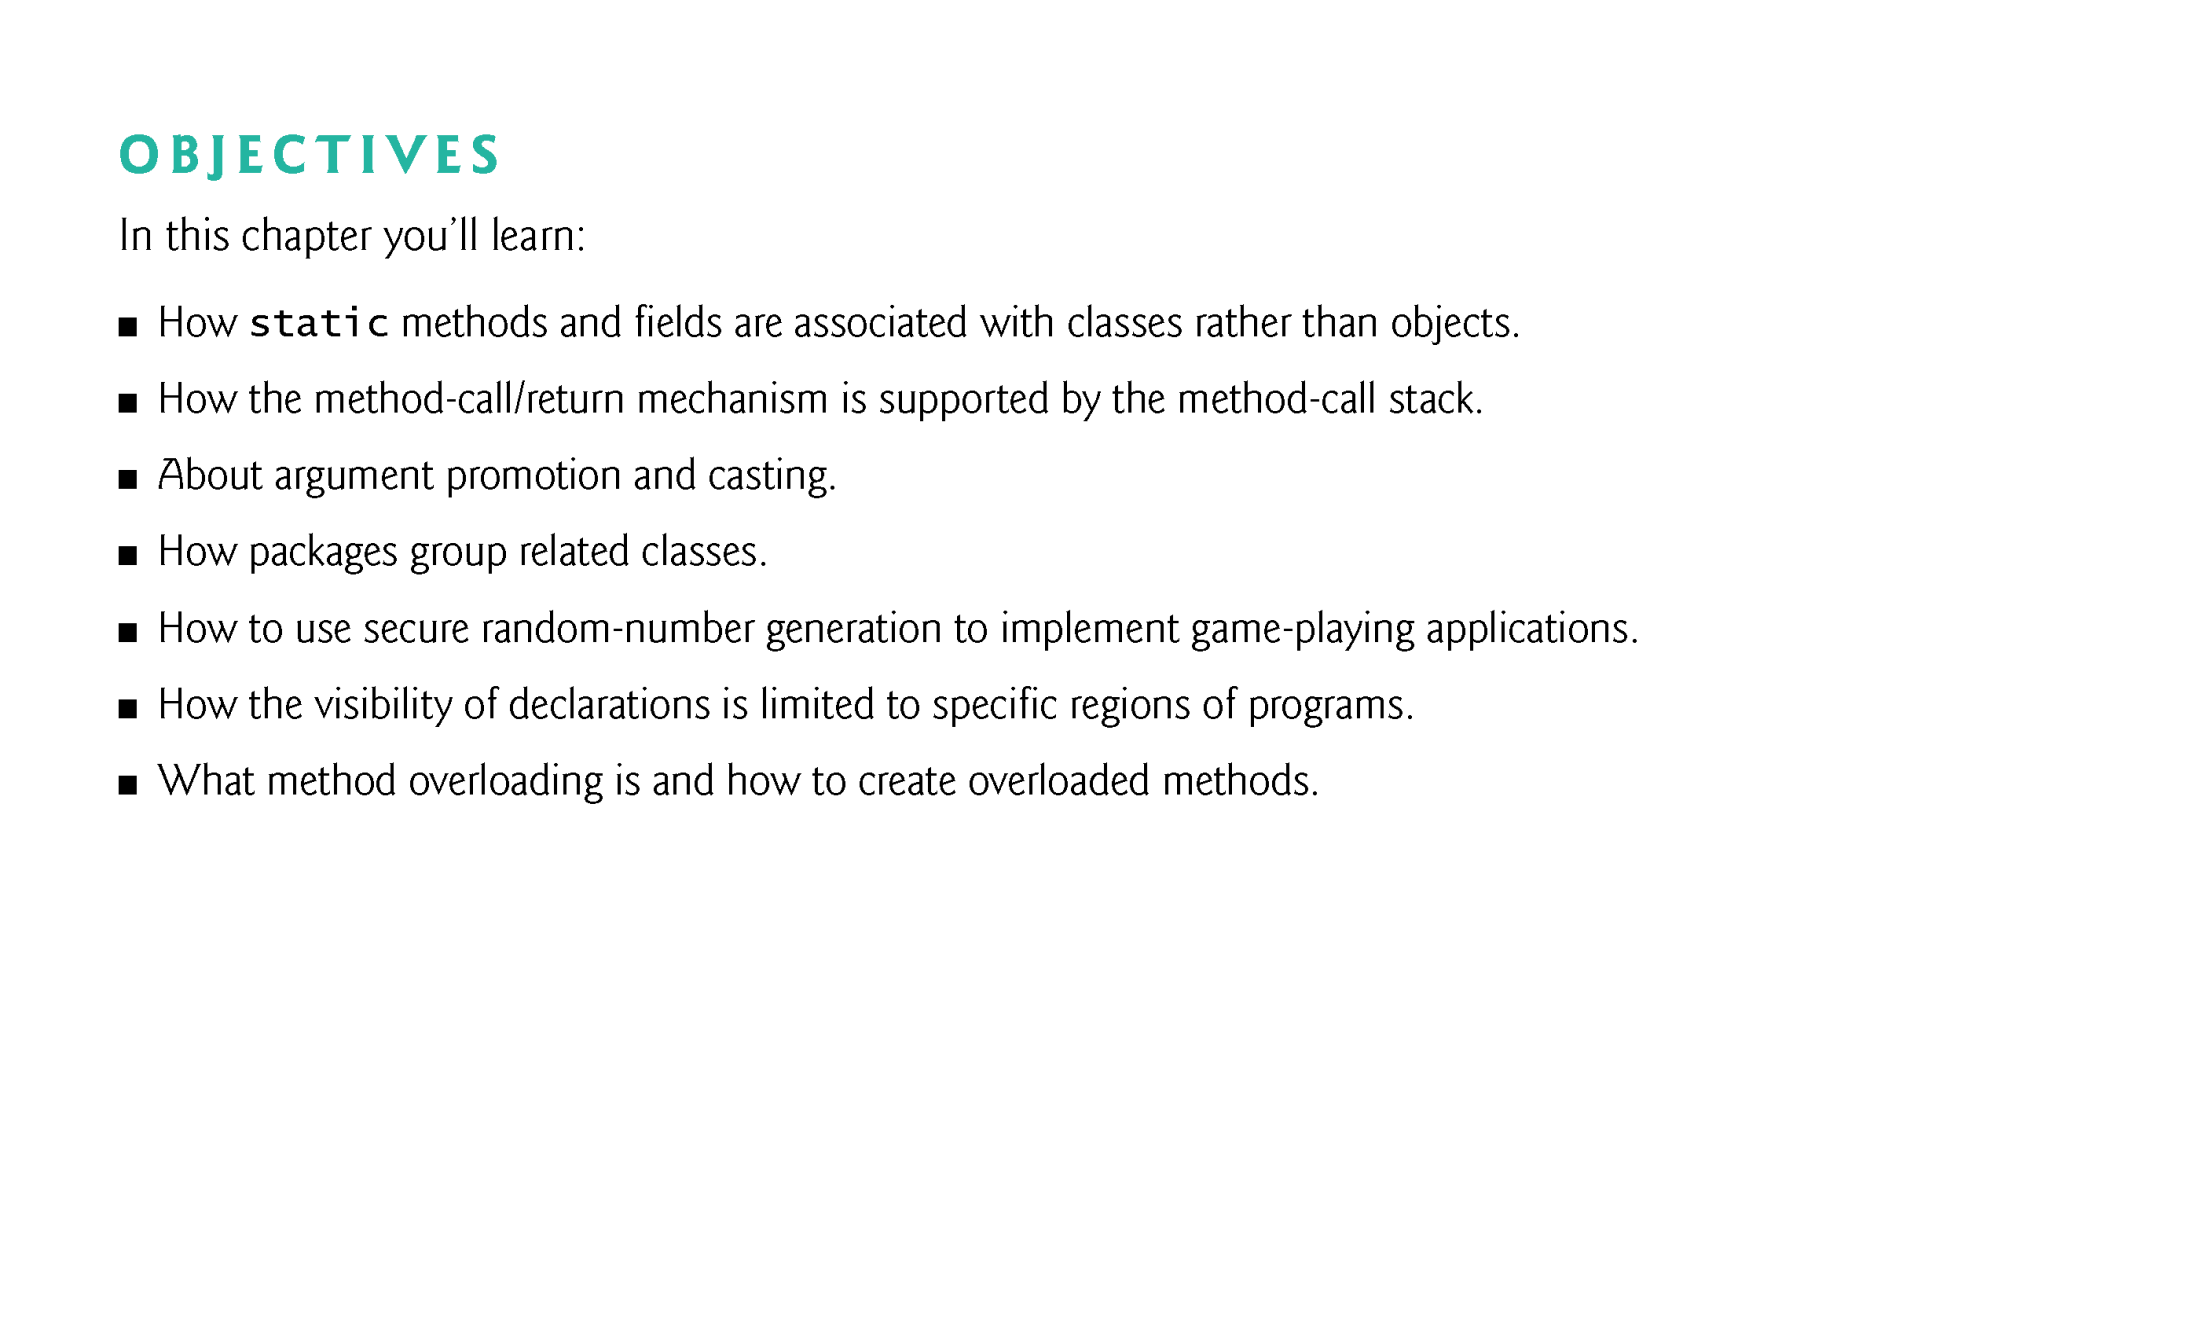 OBJECTIVES
In this chapter you’ll learn:
■ How static methods and fields are associated with classes rather than objects.
■ How the method-call/return mechanism is supported by the method-call stack.
■ About argument promotion and casting.
■ How packages group related classes.
■ How to use secure random-number generation to implement game-playing applications.
■ How the visibility of declarations is limited to specific regions of programs.
■ What method overloading is and how to create overloaded methods.